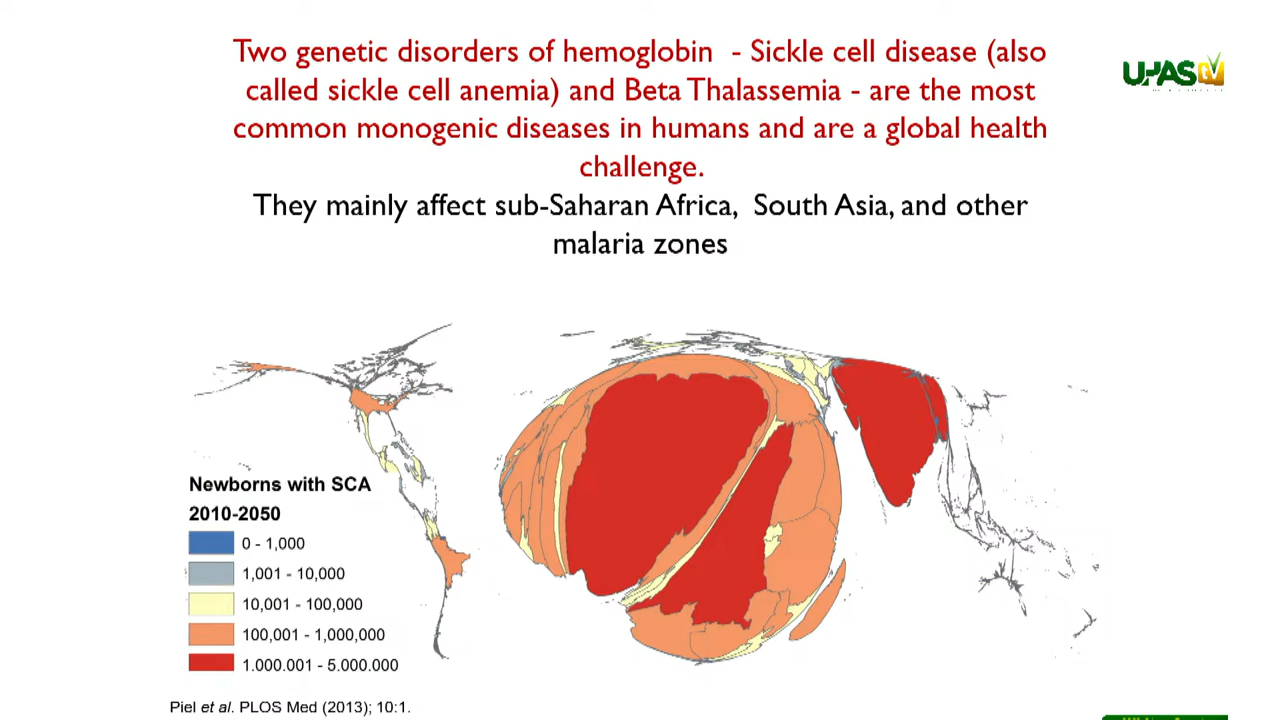 Two genetic disorders of hemoglobin - Sickle cell disease (also
called sickle cell anemia) and Beta Thalassemia - are the most
common monogenic diseases in humans and are a global health
challenge.
They mainly affect sub-Saharan Africa, South Asia, and other
malaria zones
Newborns with SCA
2010-2050
0 - 1,000
1,001 - 10,000
10,001 - 100,000
100,001 - 1,000,000
1.000.001 - 5.000.000
Piel et al. PLOS Med (2013); 10:1.